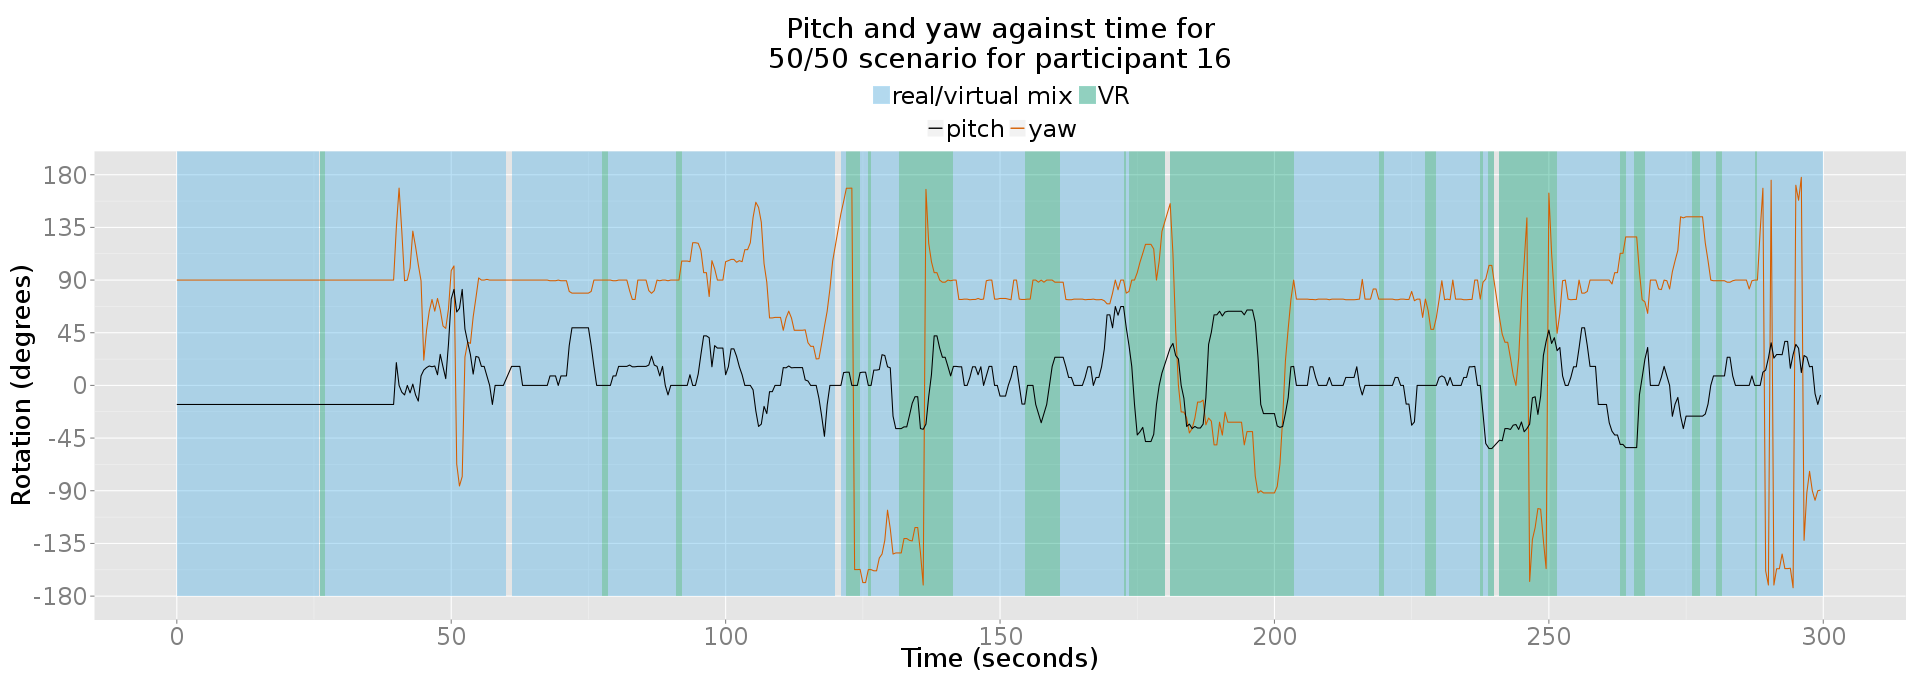 Pitch and yaw against time for
50/50 scenario for participant 16
real/virtual mix VR
pitch yaw
Rotation (degrees)
180
135
90
45
0
-45
-90
-135
-180
0 50 100 150 200 250 300
Time (seconds)